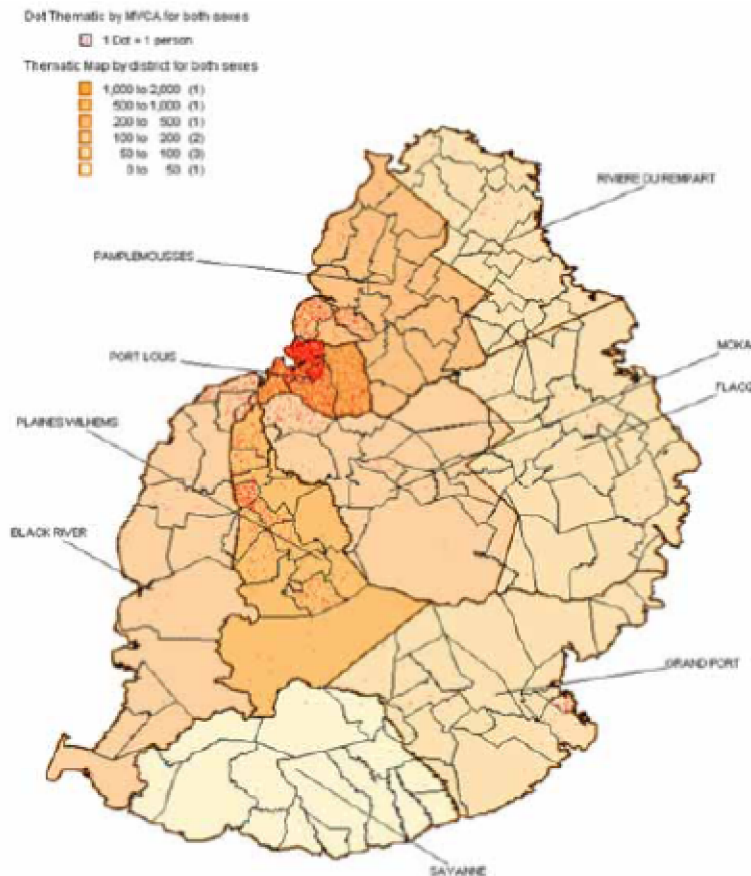 Dot Thematic by MVCA for both sexes
1 Dot = 1 person
Thematic Map by district for both sexes
1,000 to 2,000 (1)
500 to 1,000 (1)
200 to 500 (1)
100 to 200 (2)
50 to 100 (3)
0 to 50 (1)
RIVIERE DU REMPART
PAMPLEMOUSSES
PORT LOUIS
MOKA
FLACQ
PLAINES WILHEMS
BLACK RIVER
GRAND PORT
SAVANNE